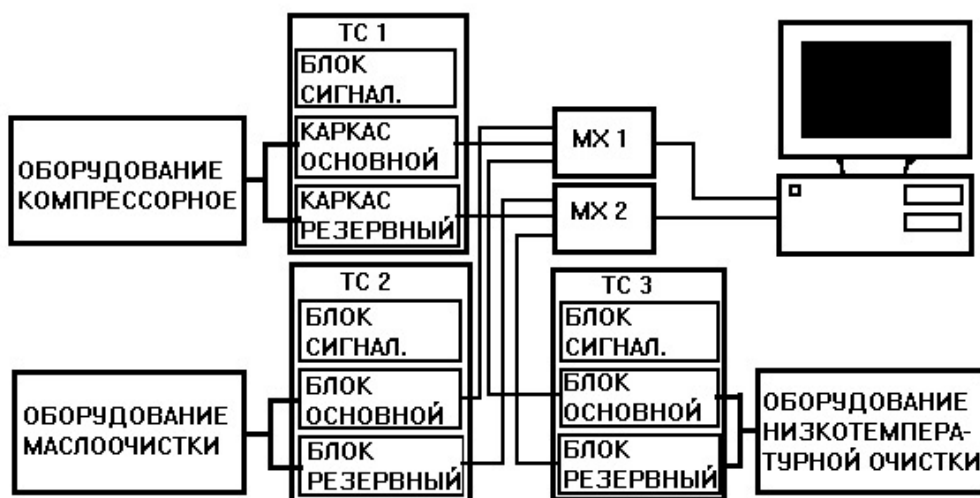 ТС 1
БЛОК
СИГНАЛ.
КАРКАС
ОСНОВНОЙ
КАРКАС
РЕЗЕРВНЫЙ
ОБОРУДОВАНИЕ
КОМПРЕССОРНОЕ
МХ 1
МХ 2
ТС 2
БЛОК
СИГНАЛ.
БЛОК
ОСНОВНОЙ
БЛОК
РЕЗЕРВНЫЙ
ОБОРУДОВАНИЕ
МАСЛООЧИСТКИ
ТС 3
БЛОК
СИГНАЛ.
БЛОК
ОСНОВНОЙ
БЛОК
РЕЗЕРВНЫЙ
ОБОРУДОВАНИЕ
НИЗКОТЕМПЕРА-
ТУРНОЙ ОЧИСТКИ